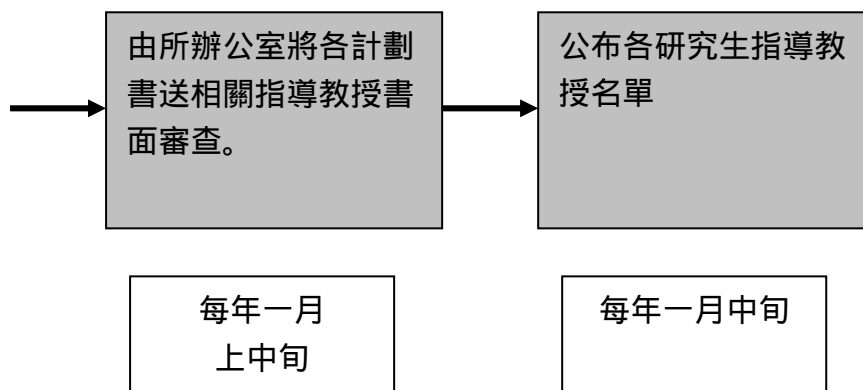 由所辦公室將各計劃
書送相關指導教授書
面審查。
公布各研究生指導教
授名單
每年一月
上中旬
每年一月中旬